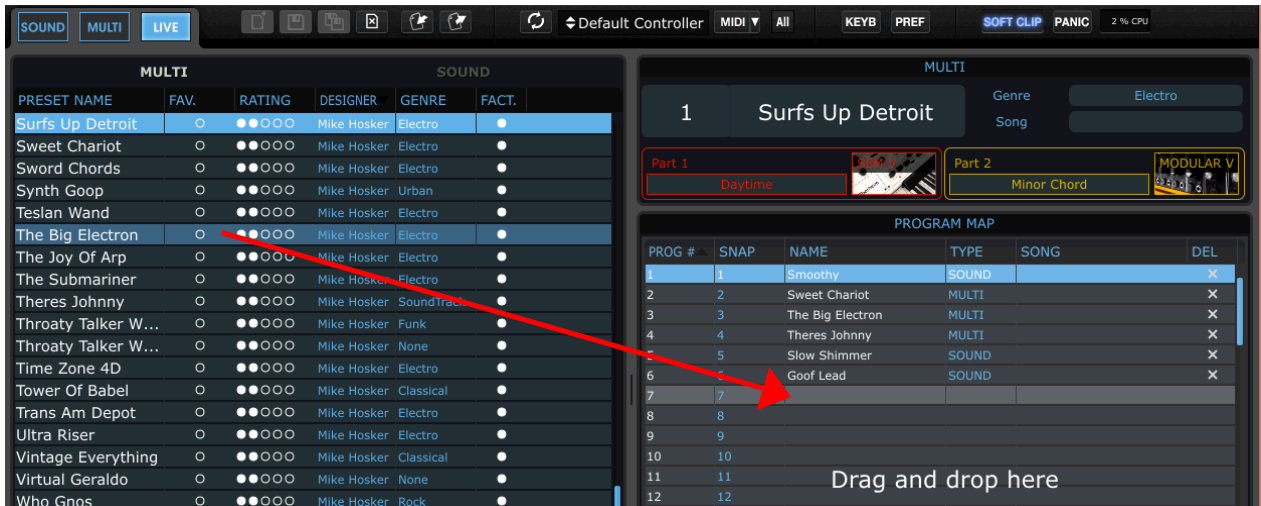 SOUND MULTI LIVE Default Controller MIDI All KEYB PREF SOFT CLIP PANIC 2 % CPU
MULTI SOUND
PRESET NAME FAV. RATING DESIGNER GENRE FACT.
Surfs Up Detroit Mike Hosker Electro
Sweet Chariot Mike Hosker Electro
Sword Chords Mike Hosker Electro
Synth Goop Mike Hosker Urban
Teslan Wand Mike Hosker Electro
The Big Electron Mike Hosker Electro
The Joy Of Arp Mike Hosker Electro
The Submariner Mike Hosker Electro
Theres Johnny Mike Hosker SoundTrack
Throaty Talker W... Mike Hosker Funk
Throaty Talker W... Mike Hosker None
Time Zone 4D Mike Hosker Electro
Tower Of Babel Mike Hosker Classical
Trans Am Depot Mike Hosker Electro
Ultra Riser Mike Hosker Electro
Vintage Everything Mike Hosker Classical
Virtual Geraldo Mike Hosker None
Who Gnos Mike Hosker Rock
MULTI
1 Surfs Up Detroit
Genre Electro
Song
Part 1 SEM V
Daytime
Part 2 MODULAR V
Minor Chord
PROGRAM MAP
PROG # SNAP NAME TYPE SONG DEL
1 1 Smoothy SOUND
2 2 Sweet Chariot MULTI
3 3 The Big Electron MULTI
4 4 Theres Johnny MULTI
5 5 Slow Shimmer SOUND
6 6 Goof Lead SOUND
7 7
8 8
9 9
10 10
11 11
12 12
Drag and drop here